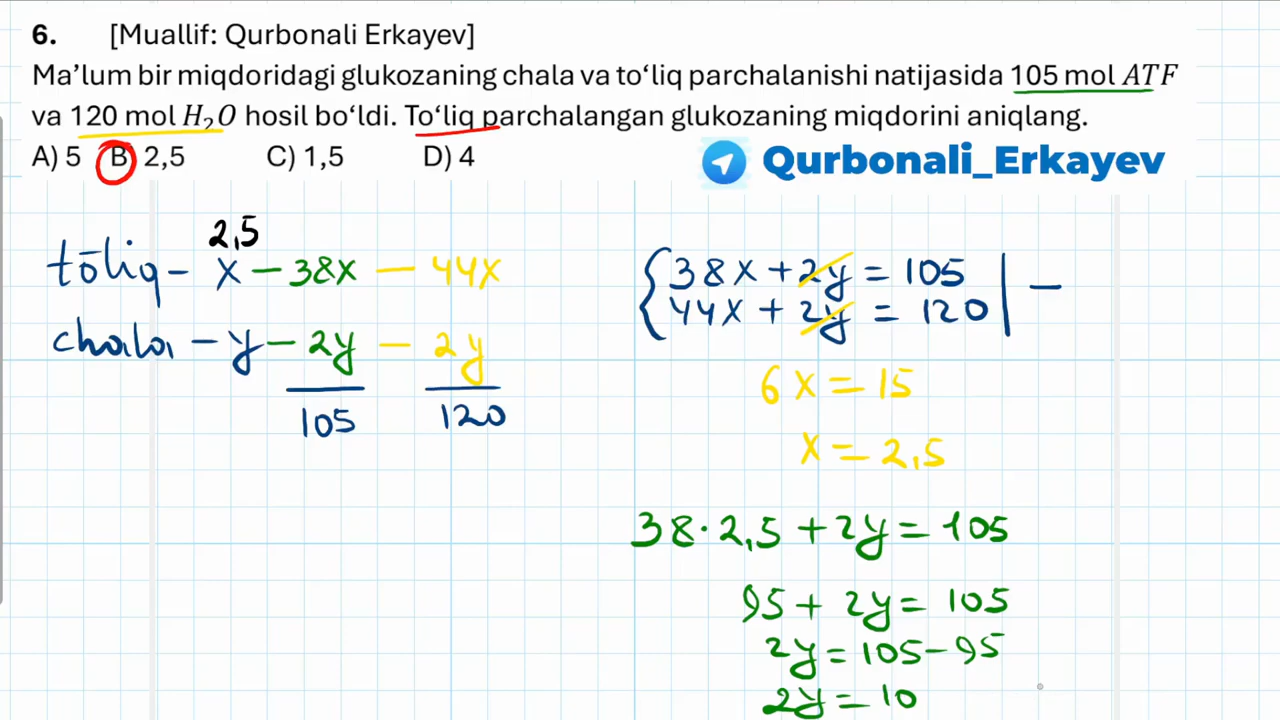 6. [Muallif: Qurbonali Erkayev]
Ma’lum bir miqdoridagi glukozaning chala va to‘liq parchalanishi natijasida 105 mol ATF
va 120 mol H₂O hosil bo‘ldi. To‘liq parchalangan glukozaning miqdorini aniqlang.
A) 5 B) 2,5 C) 1,5 D) 4
Qurbonali_Erkayev
2,5
tōliq – x – 38x – 44x
chala – y – 2y – 2y
105 120
38x + 2y = 105
44x + 2y = 120
–
6x = 15
x = 2,5
38·2,5 + 2y = 105
95 + 2y = 105
2y = 105 – 95
2y = 10